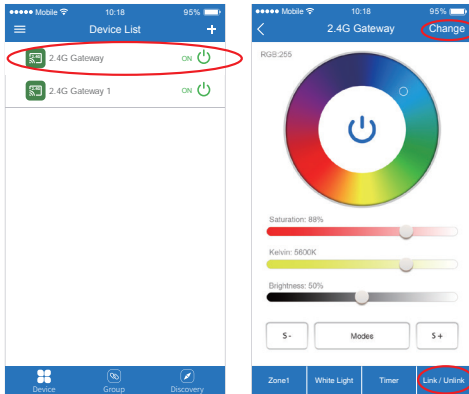 Mobile 10:18 95%
Device List +
2.4G Gateway ON
2.4G Gateway 1 ON
Device Group Discovery
Mobile 10:18 95%
< 2.4G Gateway Change
RGB:255
Saturation: 88%
Kelvin: 5600K
Brightness: 50%
S - Modes S +
Zone1 White Light Timer Link / Unlink